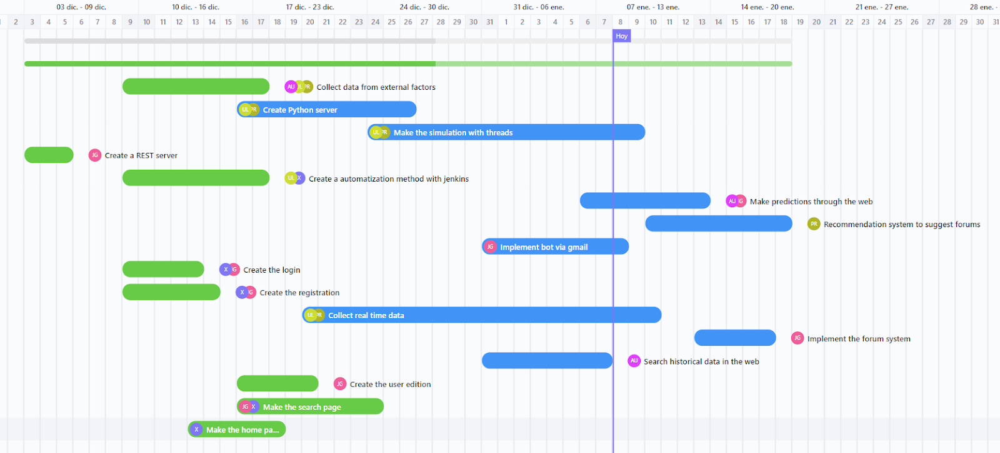 03 dic. - 09 dic. 10 dic. - 16 dic. 17 dic. - 23 dic. 24 dic. - 30 dic. 31 dic. - 06 ene. 07 ene. - 13 ene. 14 ene. - 20 ene. 21 ene. - 27 ene. 28 ene. -
1 2 3 4 5 6 7 8 9 10 11 12 13 14 15 16 17 18 19 20 21 22 23 24 25 26 27 28 29 30 31 1 2 3 4 5 6 7 8 9 10 11 12 13 14 15 16 17 18 19 20 21 22 23 24 25 26 27 28 29 30 31
Hoy
AU UL PR Collect data from external factors
UL PR Create Python server
UL PR Make the simulation with threads
JG Create a REST server
UL X Create a automatization method with jenkins
AU JG Make predictions through the web
PR Recommendation system to suggest forums
JG Implement bot via gmail
X JG Create the login
X JG Create the registration
UL PR Collect real time data
JG Implement the forum system
AU Search historical data in the web
JG Create the user edition
JG X Make the search page
X Make the home pa...